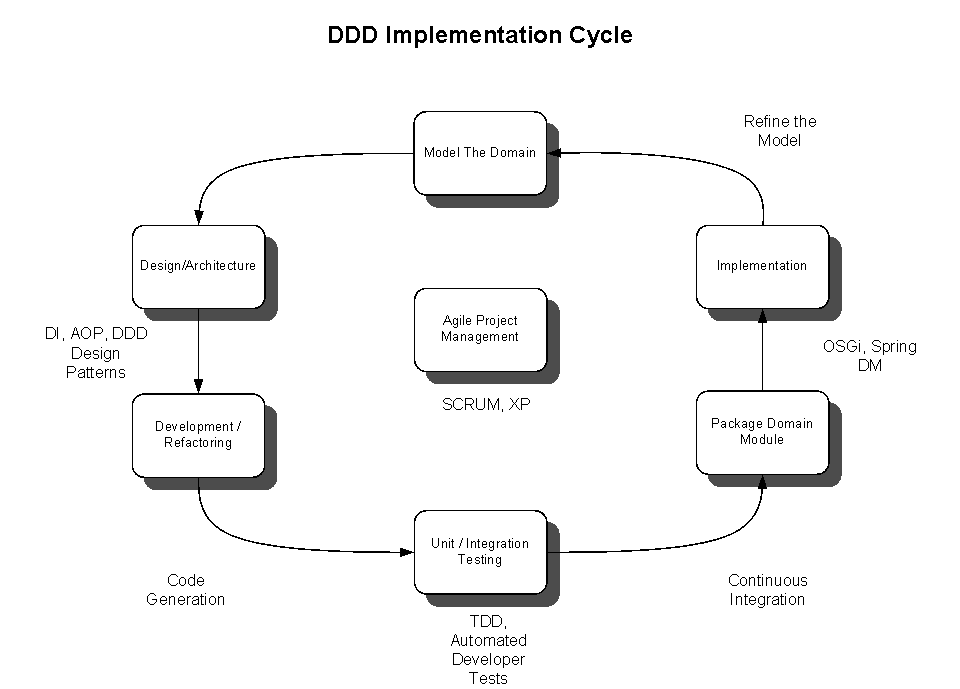 DDD Implementation Cycle
Model The Domain
Refine the
Model
Design/Architecture
Implementation
Agile Project
Management
DI, AOP, DDD
Design
Patterns
OSGi, Spring
DM
SCRUM, XP
Development /
Refactoring
Package Domain
Module
Unit / Integration
Testing
Code
Generation
Continuous
Integration
TDD,
Automated
Developer
Tests